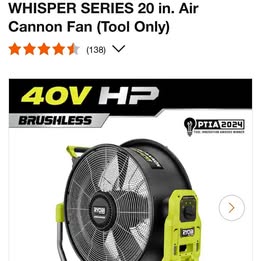 WHISPER SERIES 20 in. Air
Cannon Fan (Tool Only)
(138)
40V HP
BRUSHLESS
PTIA 2024
RYOBI